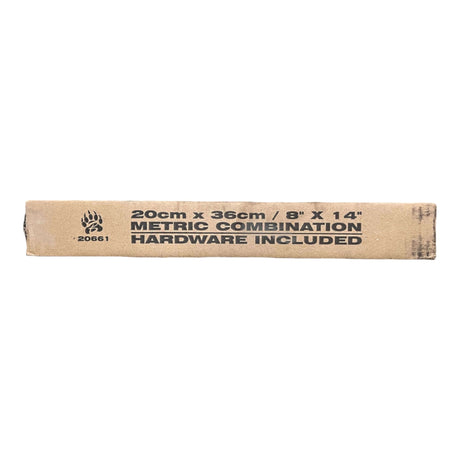 20cm x 36cm / 8" X 14"
METRIC COMBINATION
HARDWARE INCLUDED
20661